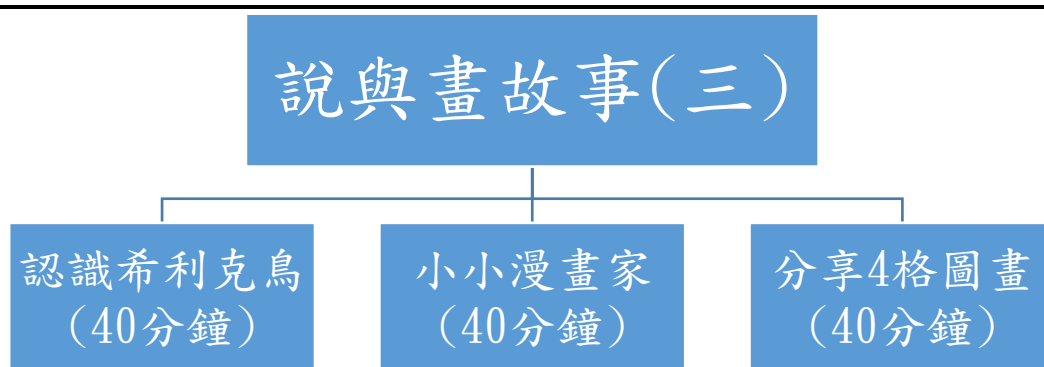 說與畫故事(三)
認識希利克鳥
(40分鐘)
小小漫畫家
(40分鐘)
分享4格圖畫
(40分鐘)